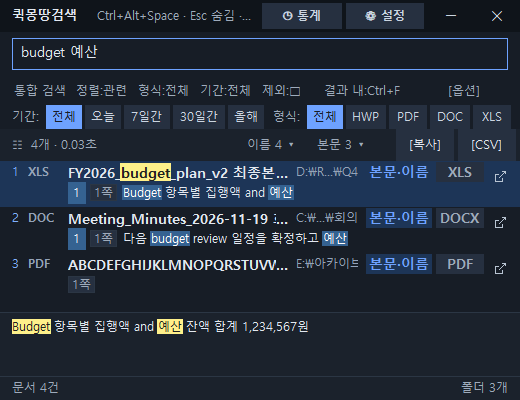 퀵몽땅검색 Ctrl+Alt+Space · Esc 숨김 ·... 통계 설정
budget 예산
통합 검색 정렬:관련 형식:전체 기간:전체 제외:□ 결과 내:Ctrl+F [옵션]
기간: 전체 오늘 7일간 30일간 올해 형식: 전체 HWP PDF DOC XLS
4개 · 0.03초 이름 4 ▾ 본문 3 ▾ [복사] [CSV]
1 XLS FY2026_budget_plan_v2 최종본... D:₩R...₩Q4 본문·이름 XLS
1 1쪽 Budget 항목별 집행액 and 예산
2 DOC Meeting_Minutes_2026-11-19 ... C:₩...₩회의 본문·이름 DOCX
1 1쪽 다음 budget review 일정을 확정하고 예산
3 PDF ABCDEFGHIJKLMNOPQRSTUVV... E:₩아카이브 본문·이름 PDF
1쪽
Budget 항목별 집행액 and 예산 잔액 합계 1,234,567원
문서 4건 폴더 3개